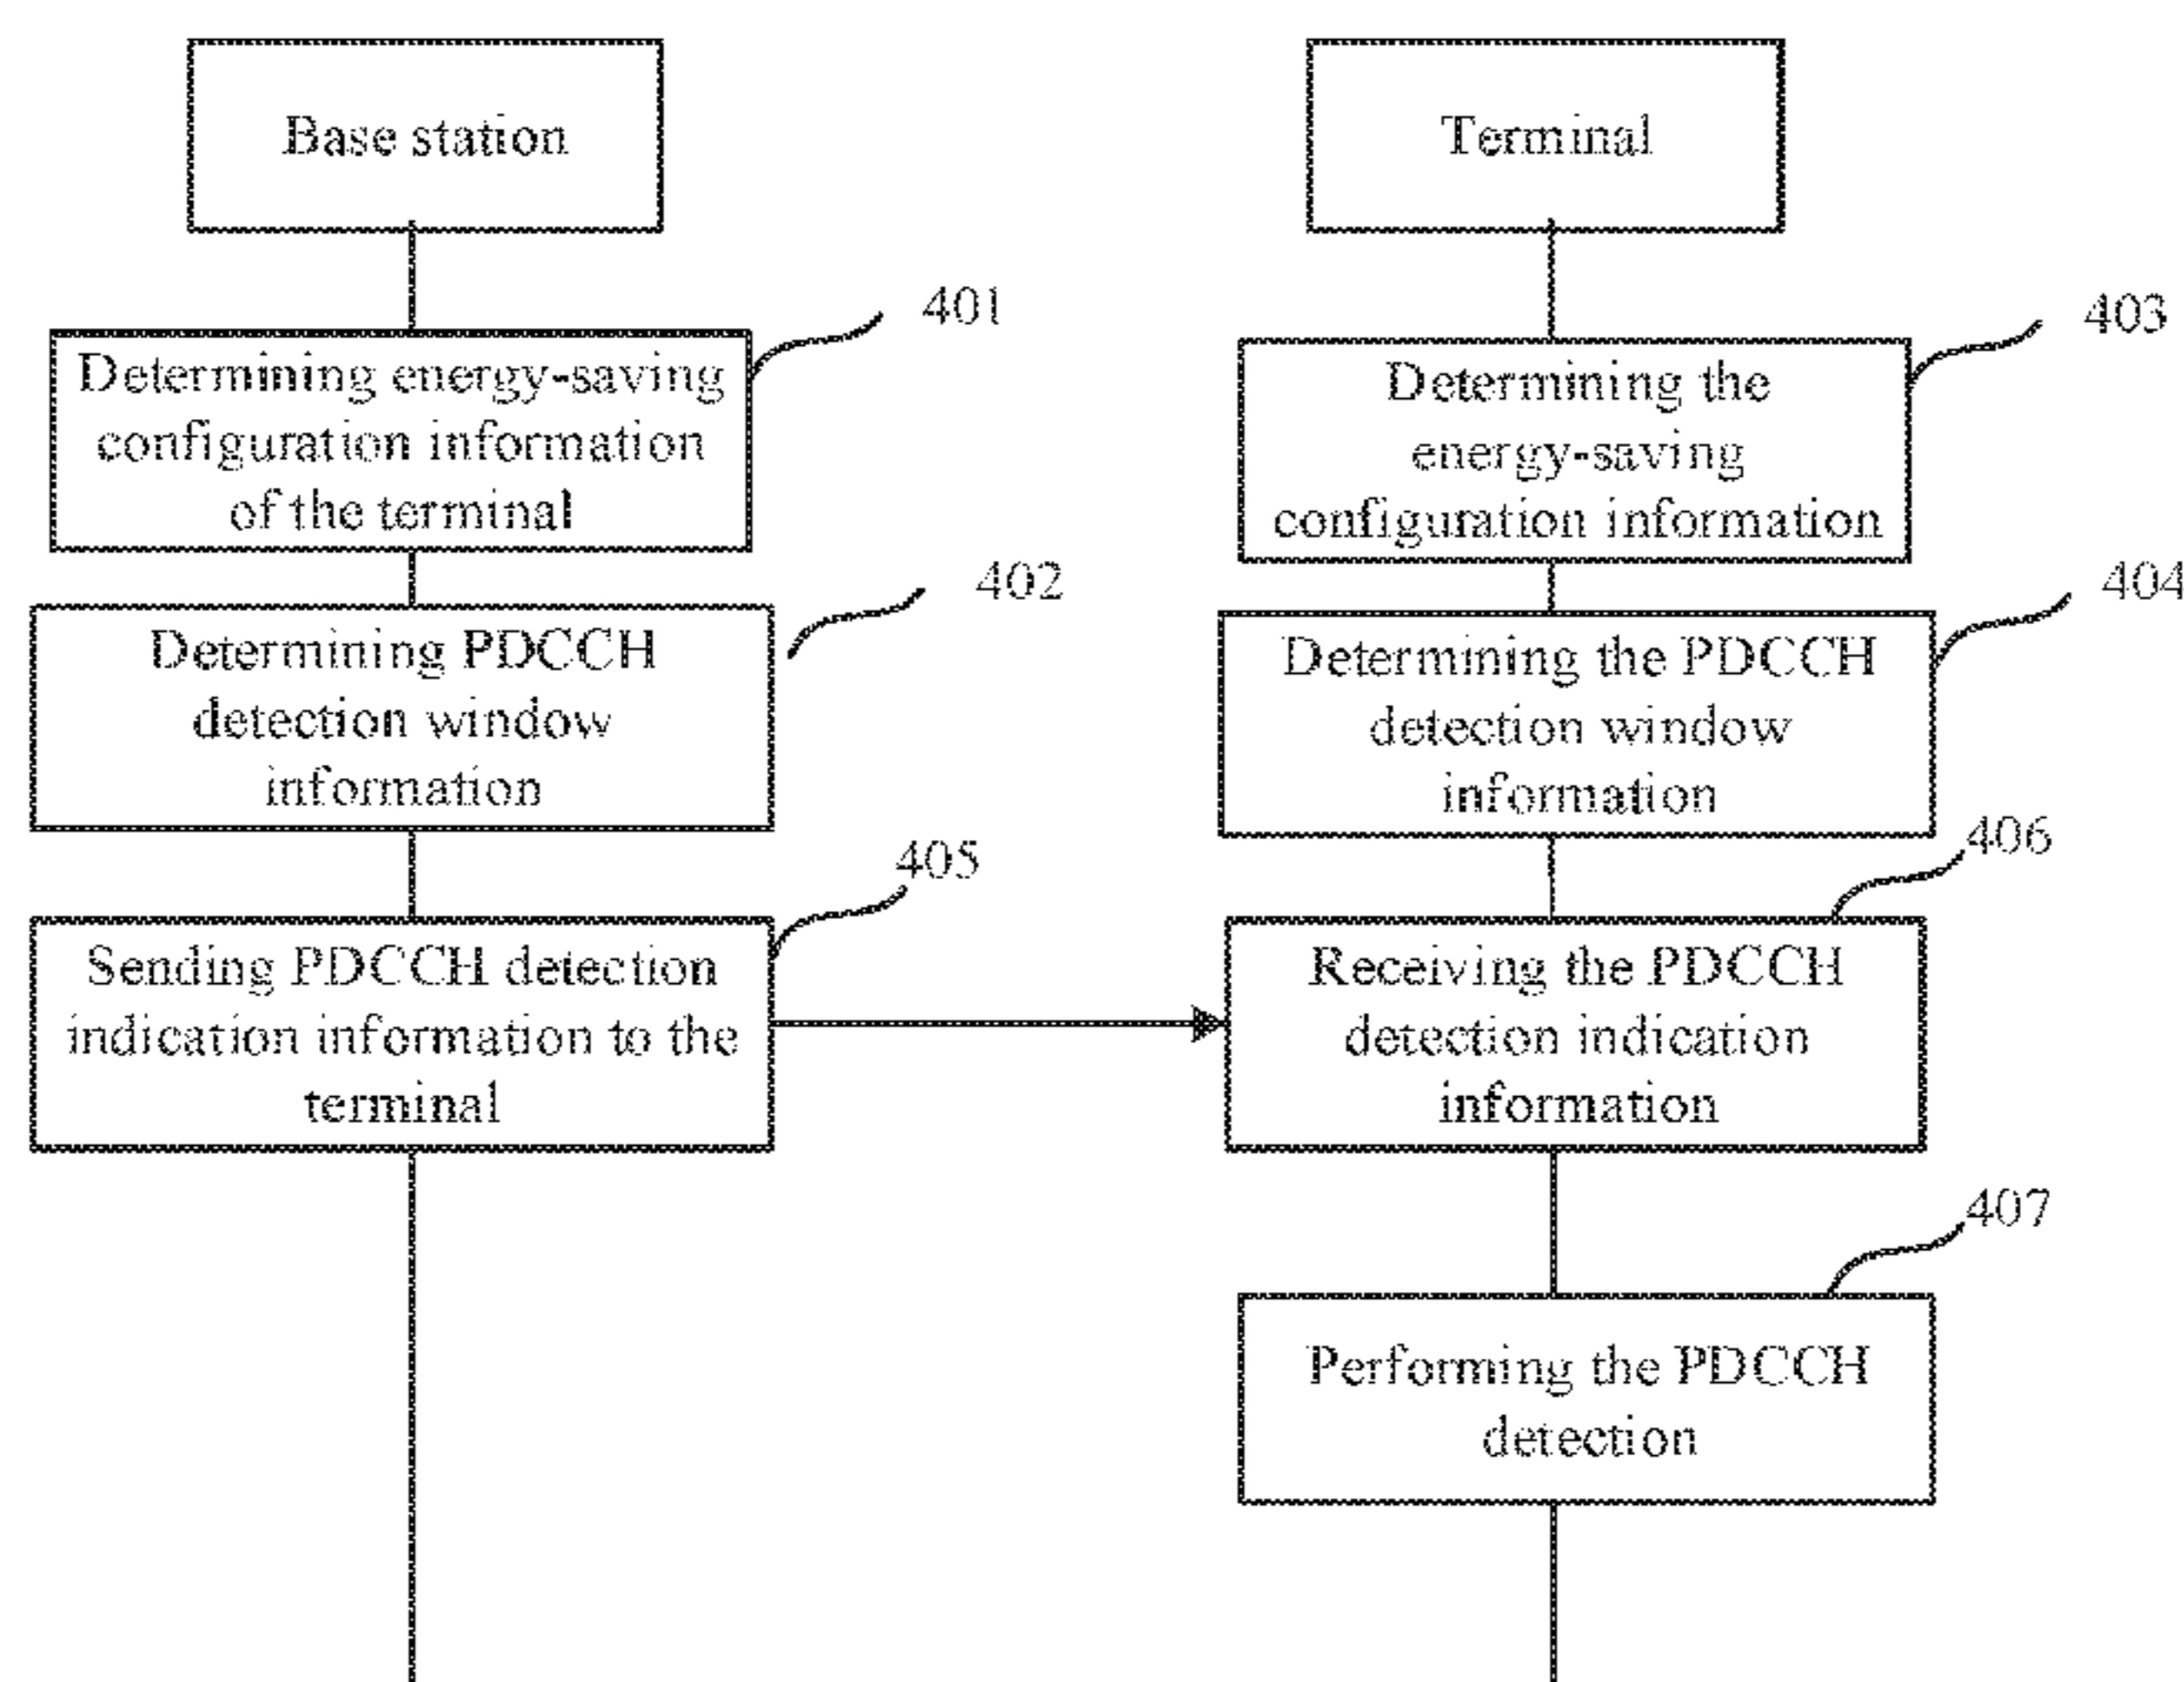 Base station
Terminal
401
Determining energy-saving
configuration information
of the terminal
403
Determining the
energy-saving
configuration information
402
Determining PDCCH
detection window
information
404
Determining the PDCCH
detection window
information
405
Sending PDCCH detection
indication information to the
terminal
406
Receiving the PDCCH
detection indication
information
407
Performing the PDCCH
detection